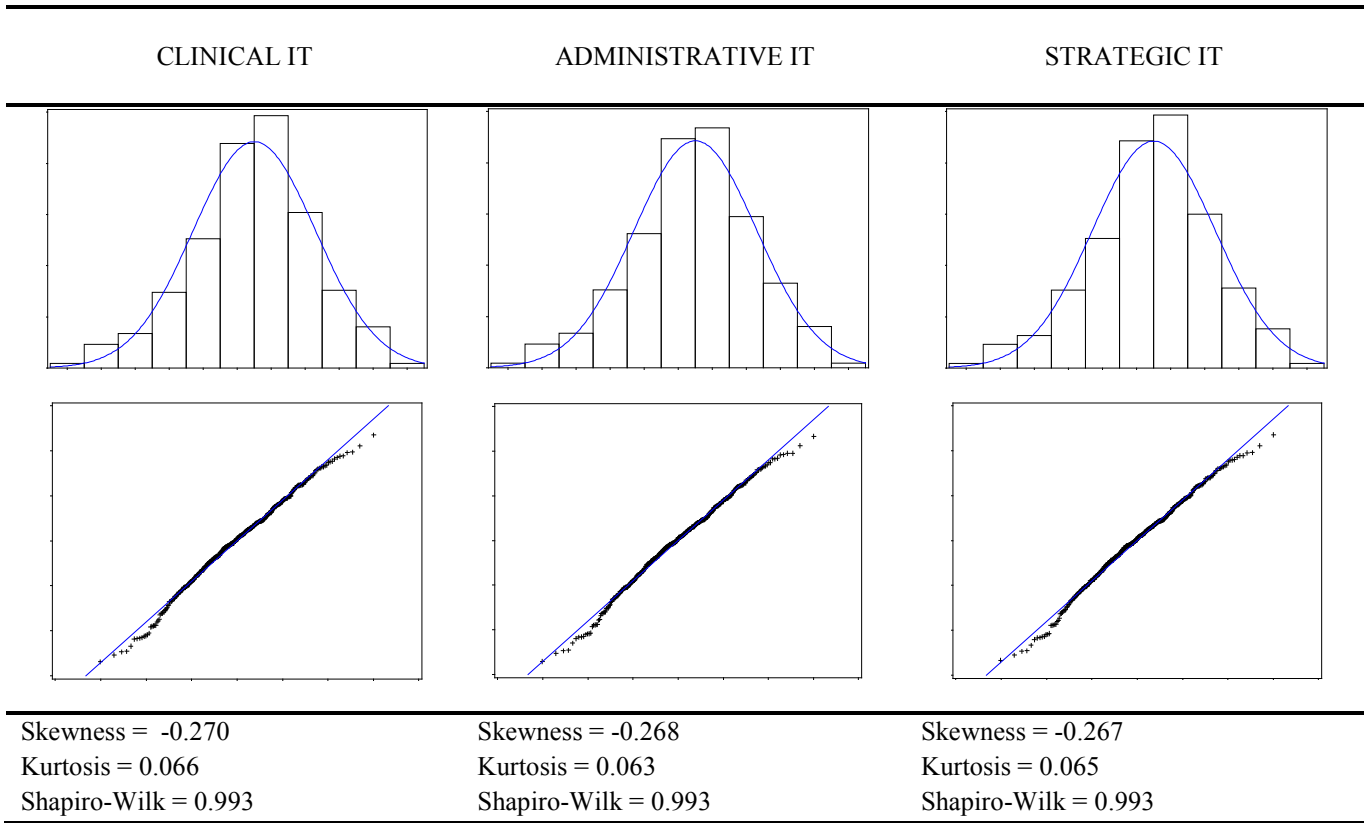 CLINICAL IT ADMINISTRATIVE IT STRATEGIC IT
Skewness = -0.270 Skewness = -0.268 Skewness = -0.267
Kurtosis = 0.066 Kurtosis = 0.063 Kurtosis = 0.065
Shapiro-Wilk = 0.993 Shapiro-Wilk = 0.993 Shapiro-Wilk = 0.993